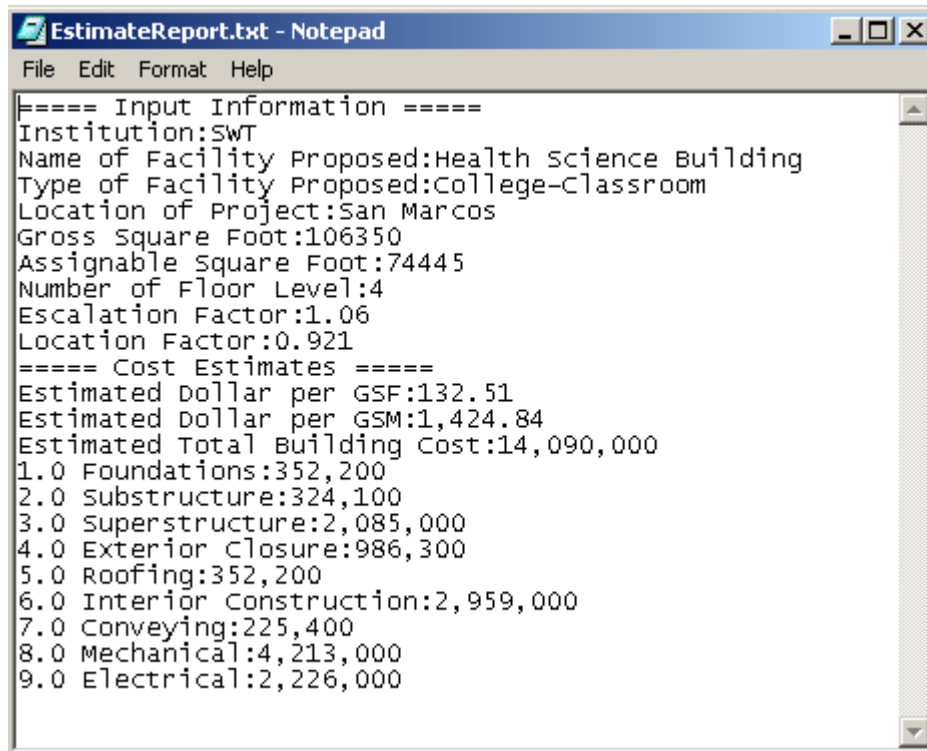 EstimateReport.txt - Notepad
File Edit Format Help
===== Input Information =====
Institution:SWT
Name of Facility Proposed:Health Science Building
Type of Facility Proposed:College-Classroom
Location of Project:San Marcos
Gross Square Foot:106350
Assignable Square Foot:74445
Number of Floor Level:4
Escalation Factor:1.06
Location Factor:0.921
===== Cost Estimates =====
Estimated Dollar per GSF:132.51
Estimated Dollar per GSM:1,424.84
Estimated Total Building Cost:14,090,000
1.0 Foundations:352,200
2.0 Substructure:324,100
3.0 Superstructure:2,085,000
4.0 Exterior Closure:986,300
5.0 Roofing:352,200
6.0 Interior Construction:2,959,000
7.0 Conveying:225,400
8.0 Mechanical:4,213,000
9.0 Electrical:2,226,000